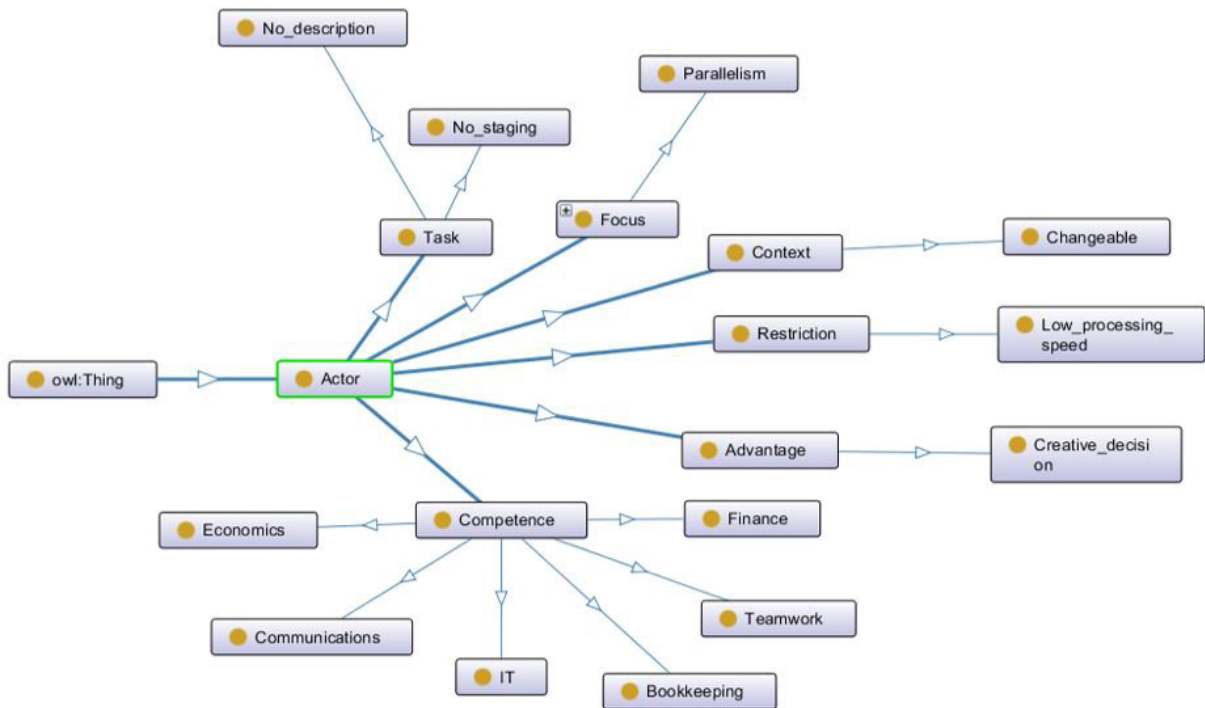 No_description
Parallelism
No_staging
Task
Focus
Context
Changeable
Restriction
Low_processing_
speed
owl:Thing
Actor
Advantage
Creative_decisi
on
Economics
Competence
Finance
Communications
Teamwork
IT
Bookkeeping